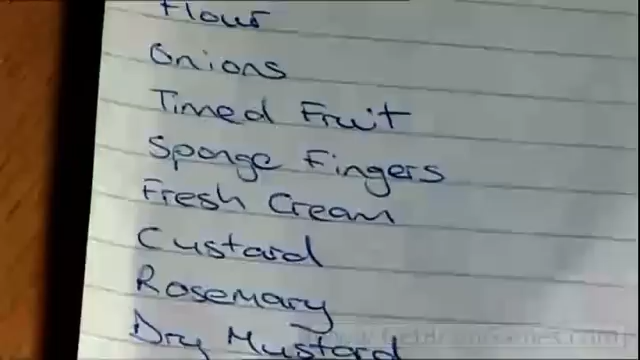 Flour
Onions
Tinned Fruit
Sponge Fingers
Fresh Cream
Custard
Rosemary
Dry Mustard